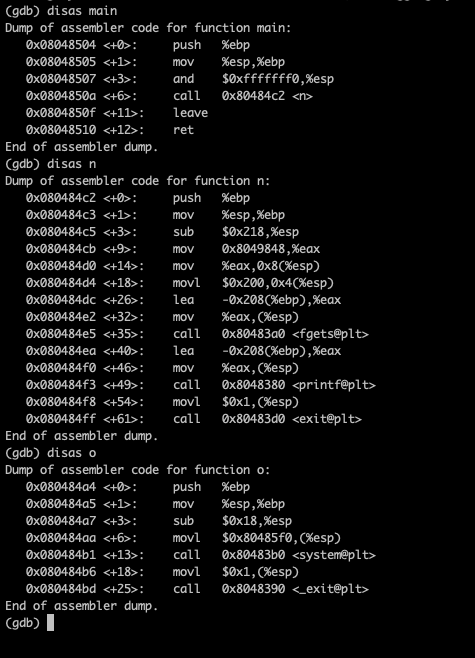 (gdb) disas main
Dump of assembler code for function main:
   0x08048504 <+0>:     push   %ebp
   0x08048505 <+1>:     mov    %esp,%ebp
   0x08048507 <+3>:     and    $0xfffffff0,%esp
   0x0804850a <+6>:     call   0x80484c2 <n>
   0x0804850f <+11>:    leave
   0x08048510 <+12>:    ret
End of assembler dump.
(gdb) disas n
Dump of assembler code for function n:
   0x080484c2 <+0>:     push   %ebp
   0x080484c3 <+1>:     mov    %esp,%ebp
   0x080484c5 <+3>:     sub    $0x218,%esp
   0x080484cb <+9>:     mov    0x8049848,%eax
   0x080484d0 <+14>:    mov    %eax,0x8(%esp)
   0x080484d4 <+18>:    movl   $0x200,0x4(%esp)
   0x080484dc <+26>:    lea    -0x208(%ebp),%eax
   0x080484e2 <+32>:    mov    %eax,(%esp)
   0x080484e5 <+35>:    call   0x80483a0 <fgets@plt>
   0x080484ea <+40>:    lea    -0x208(%ebp),%eax
   0x080484f0 <+46>:    mov    %eax,(%esp)
   0x080484f3 <+49>:    call   0x8048380 <printf@plt>
   0x080484f8 <+54>:    movl   $0x1,(%esp)
   0x080484ff <+61>:    call   0x80483d0 <exit@plt>
End of assembler dump.
(gdb) disas o
Dump of assembler code for function o:
   0x080484a4 <+0>:     push   %ebp
   0x080484a5 <+1>:     mov    %esp,%ebp
   0x080484a7 <+3>:     sub    $0x18,%esp
   0x080484aa <+6>:     movl   $0x80485f0,(%esp)
   0x080484b1 <+13>:    call   0x80483b0 <system@plt>
   0x080484b6 <+18>:    movl   $0x1,(%esp)
   0x080484bd <+25>:    call   0x8048390 <_exit@plt>
End of assembler dump.
(gdb)